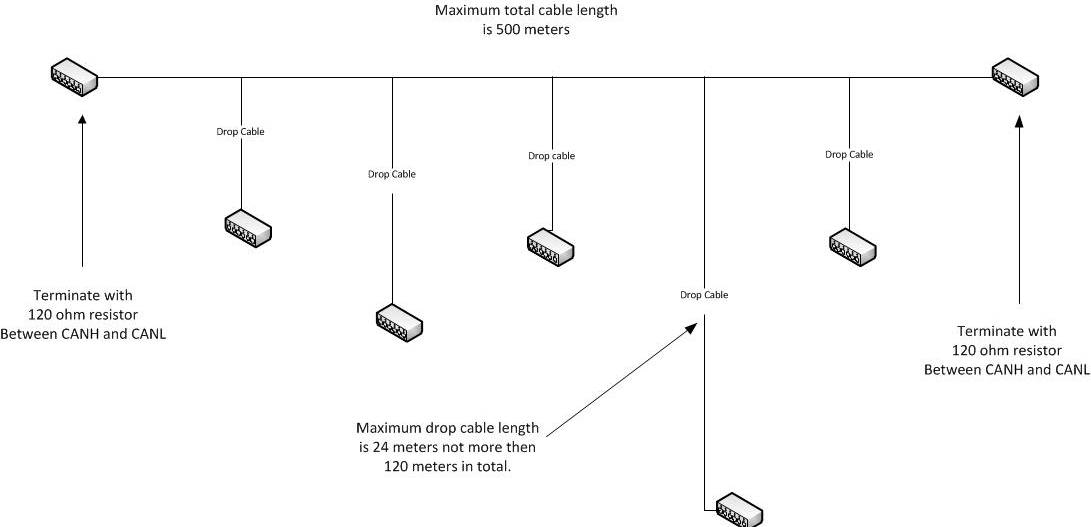 Maximum total cable length
is 500 meters
Drop Cable
Drop Cable
Drop cable
Drop Cable
Drop Cable
Terminate with
120 ohm resistor
Between CANH and CANL
Terminate with
120 ohm resistor
Between CANH and CANL
Maximum drop cable length
is 24 meters not more then
120 meters in total.